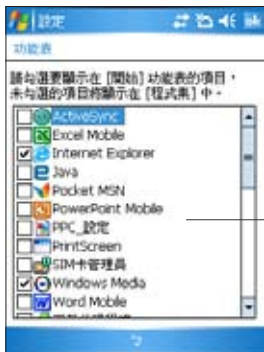 設定
功能表
請勾選要顯示在 [開始] 功能表的項目，
未勾選的項目將顯示在 [程式集] 中。
ActiveSync
Excel Mobile
Internet Explorer
Java
Pocket MSN
PowerPoint Mobile
PPC_設定
PrintScreen
SIM卡管理員
Windows Media
Word Mobile